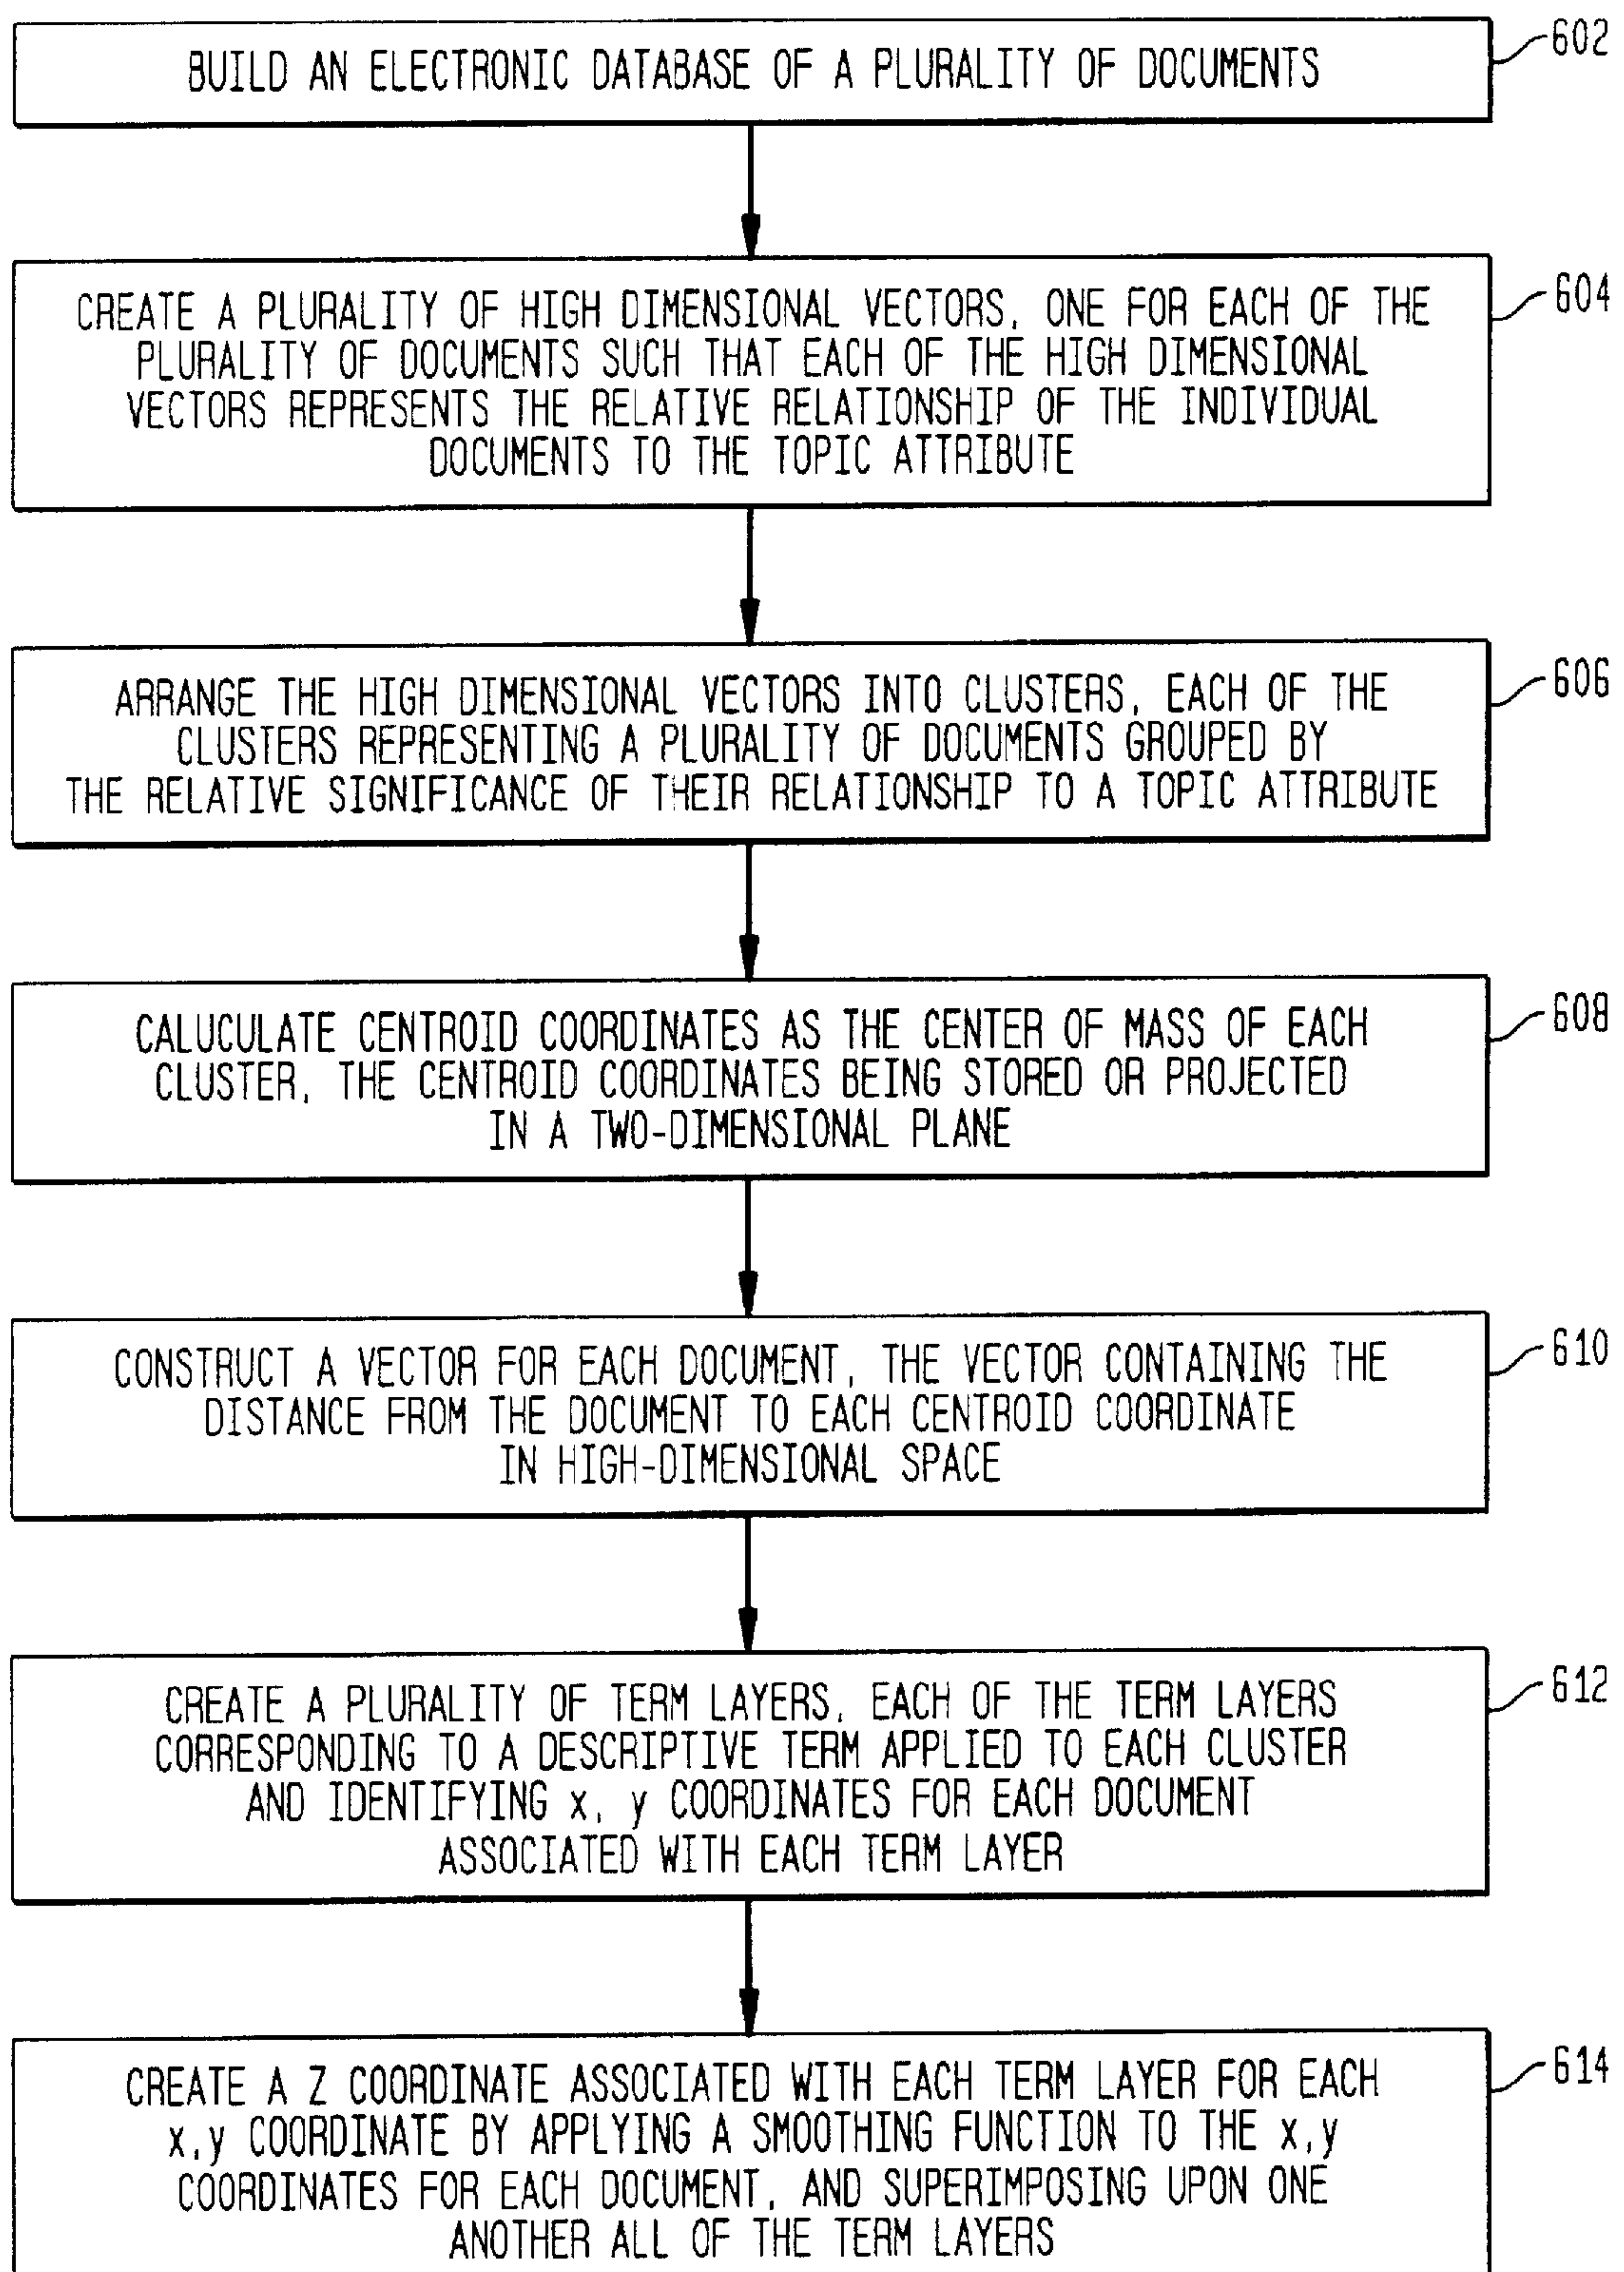 BUILD AN ELECTRONIC DATABASE OF A PLURALITY OF DOCUMENTS
602
CREATE A PLURALITY OF HIGH DIMENSIONAL VECTORS, ONE FOR EACH OF THE
PLURALITY OF DOCUMENTS SUCH THAT EACH OF THE HIGH DIMENSIONAL
VECTORS REPRESENTS THE RELATIVE RELATIONSHIP OF THE INDIVIDUAL
DOCUMENTS TO THE TOPIC ATTRIBUTE
604
ARRANGE THE HIGH DIMENSIONAL VECTORS INTO CLUSTERS, EACH OF THE
CLUSTERS REPRESENTING A PLURALITY OF DOCUMENTS GROUPED BY
THE RELATIVE SIGNIFICANCE OF THEIR RELATIONSHIP TO A TOPIC ATTRIBUTE
606
CALUCULATE CENTROID COORDINATES AS THE CENTER OF MASS OF EACH
CLUSTER, THE CENTROID COORDINATES BEING STORED OR PROJECTED
IN A TWO-DIMENSIONAL PLANE
608
CONSTRUCT A VECTOR FOR EACH DOCUMENT, THE VECTOR CONTAINING THE
DISTANCE FROM THE DOCUMENT TO EACH CENTROID COORDINATE
IN HIGH-DIMENSIONAL SPACE
610
CREATE A PLURALITY OF TERM LAYERS, EACH OF THE TERM LAYERS
CORRESPONDING TO A DESCRIPTIVE TERM APPLIED TO EACH CLUSTER
AND IDENTIFYING x, y COORDINATES FOR EACH DOCUMENT
ASSOCIATED WITH EACH TERM LAYER
612
CREATE A Z COORDINATE ASSOCIATED WITH EACH TERM LAYER FOR EACH
x,y COORDINATE BY APPLYING A SMOOTHING FUNCTION TO THE x,y
COORDINATES FOR EACH DOCUMENT, AND SUPERIMPOSING UPON ONE
ANOTHER ALL OF THE TERM LAYERS
614